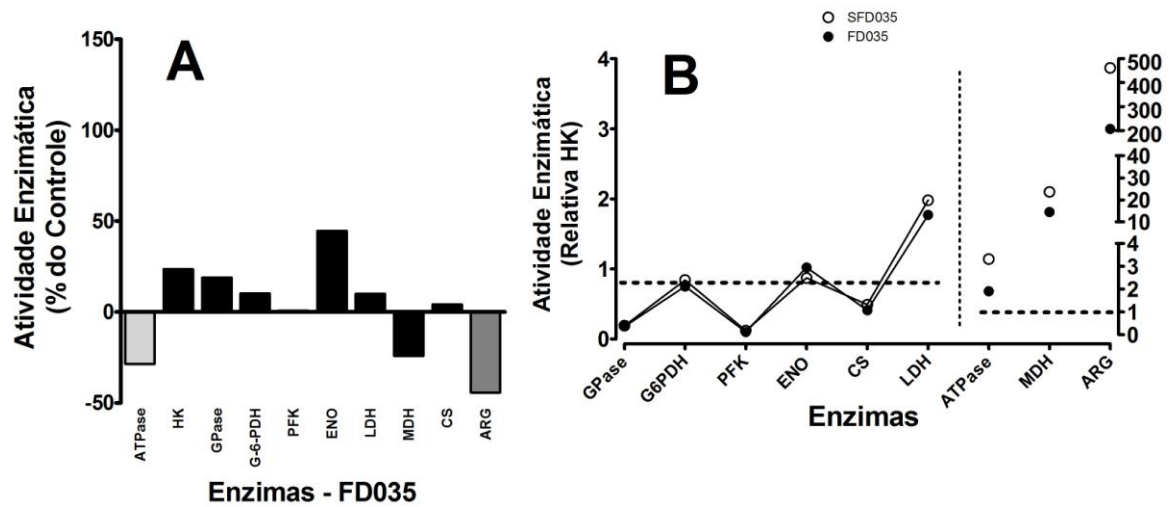 A
Atividade Enzimática
(% do Controle)
150
100
50
0
-50
ATPase
HK
GPase
G-6-PDH
PFK
ENO
LDH
MDH
CS
ARG
Enzimas - FD035
SFD035
FD035
B
Atividade Enzimática
(Relativa HK)
4
3
2
1
0
500
400
300
200
40
30
20
10
4
3
2
1
0
GPase
G6PDH
PFK
ENO
CS
LDH
ATPase
MDH
ARG
Enzimas